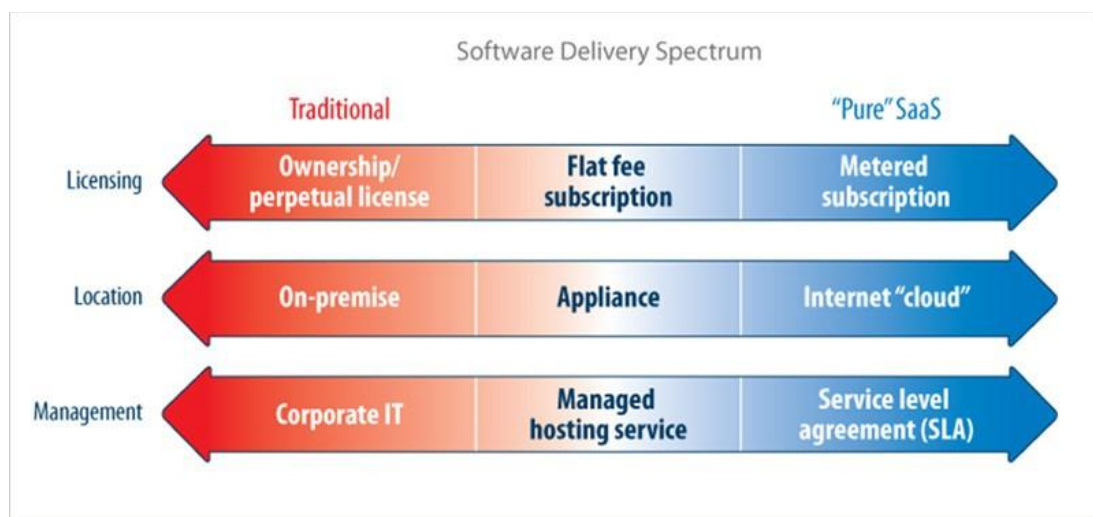 Software Delivery Spectrum
Traditional
“Pure” SaaS
Licensing
Ownership/
perpetual license
Flat fee
subscription
Metered
subscription
Location
On-premise
Appliance
Internet “cloud”
Management
Corporate IT
Managed
hosting service
Service level
agreement (SLA)